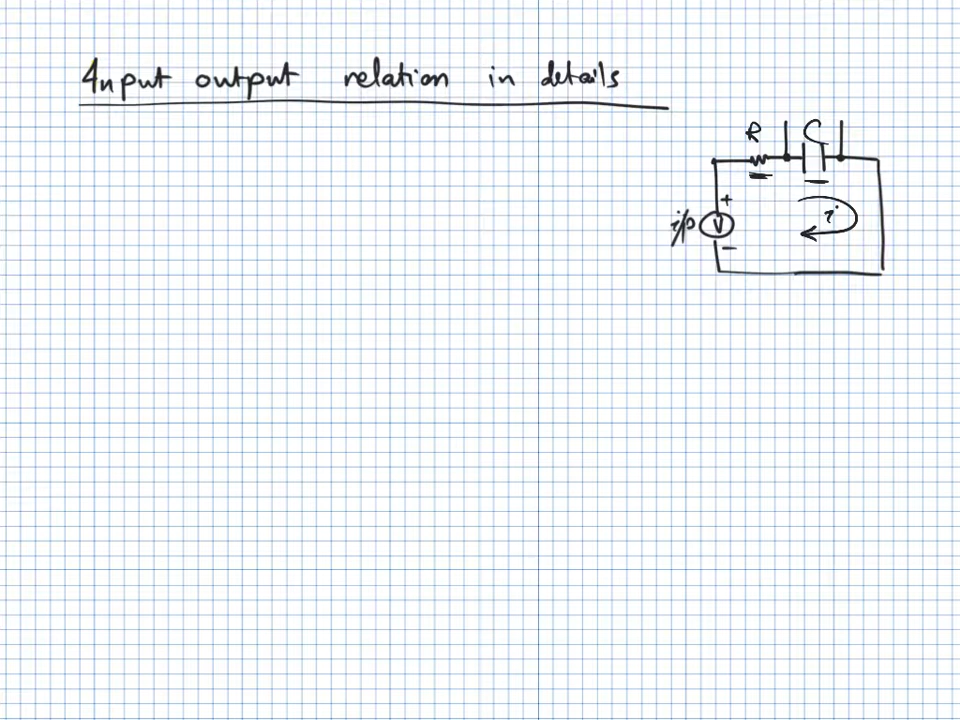 Input output relation in details
R C
+
i/p V i
-